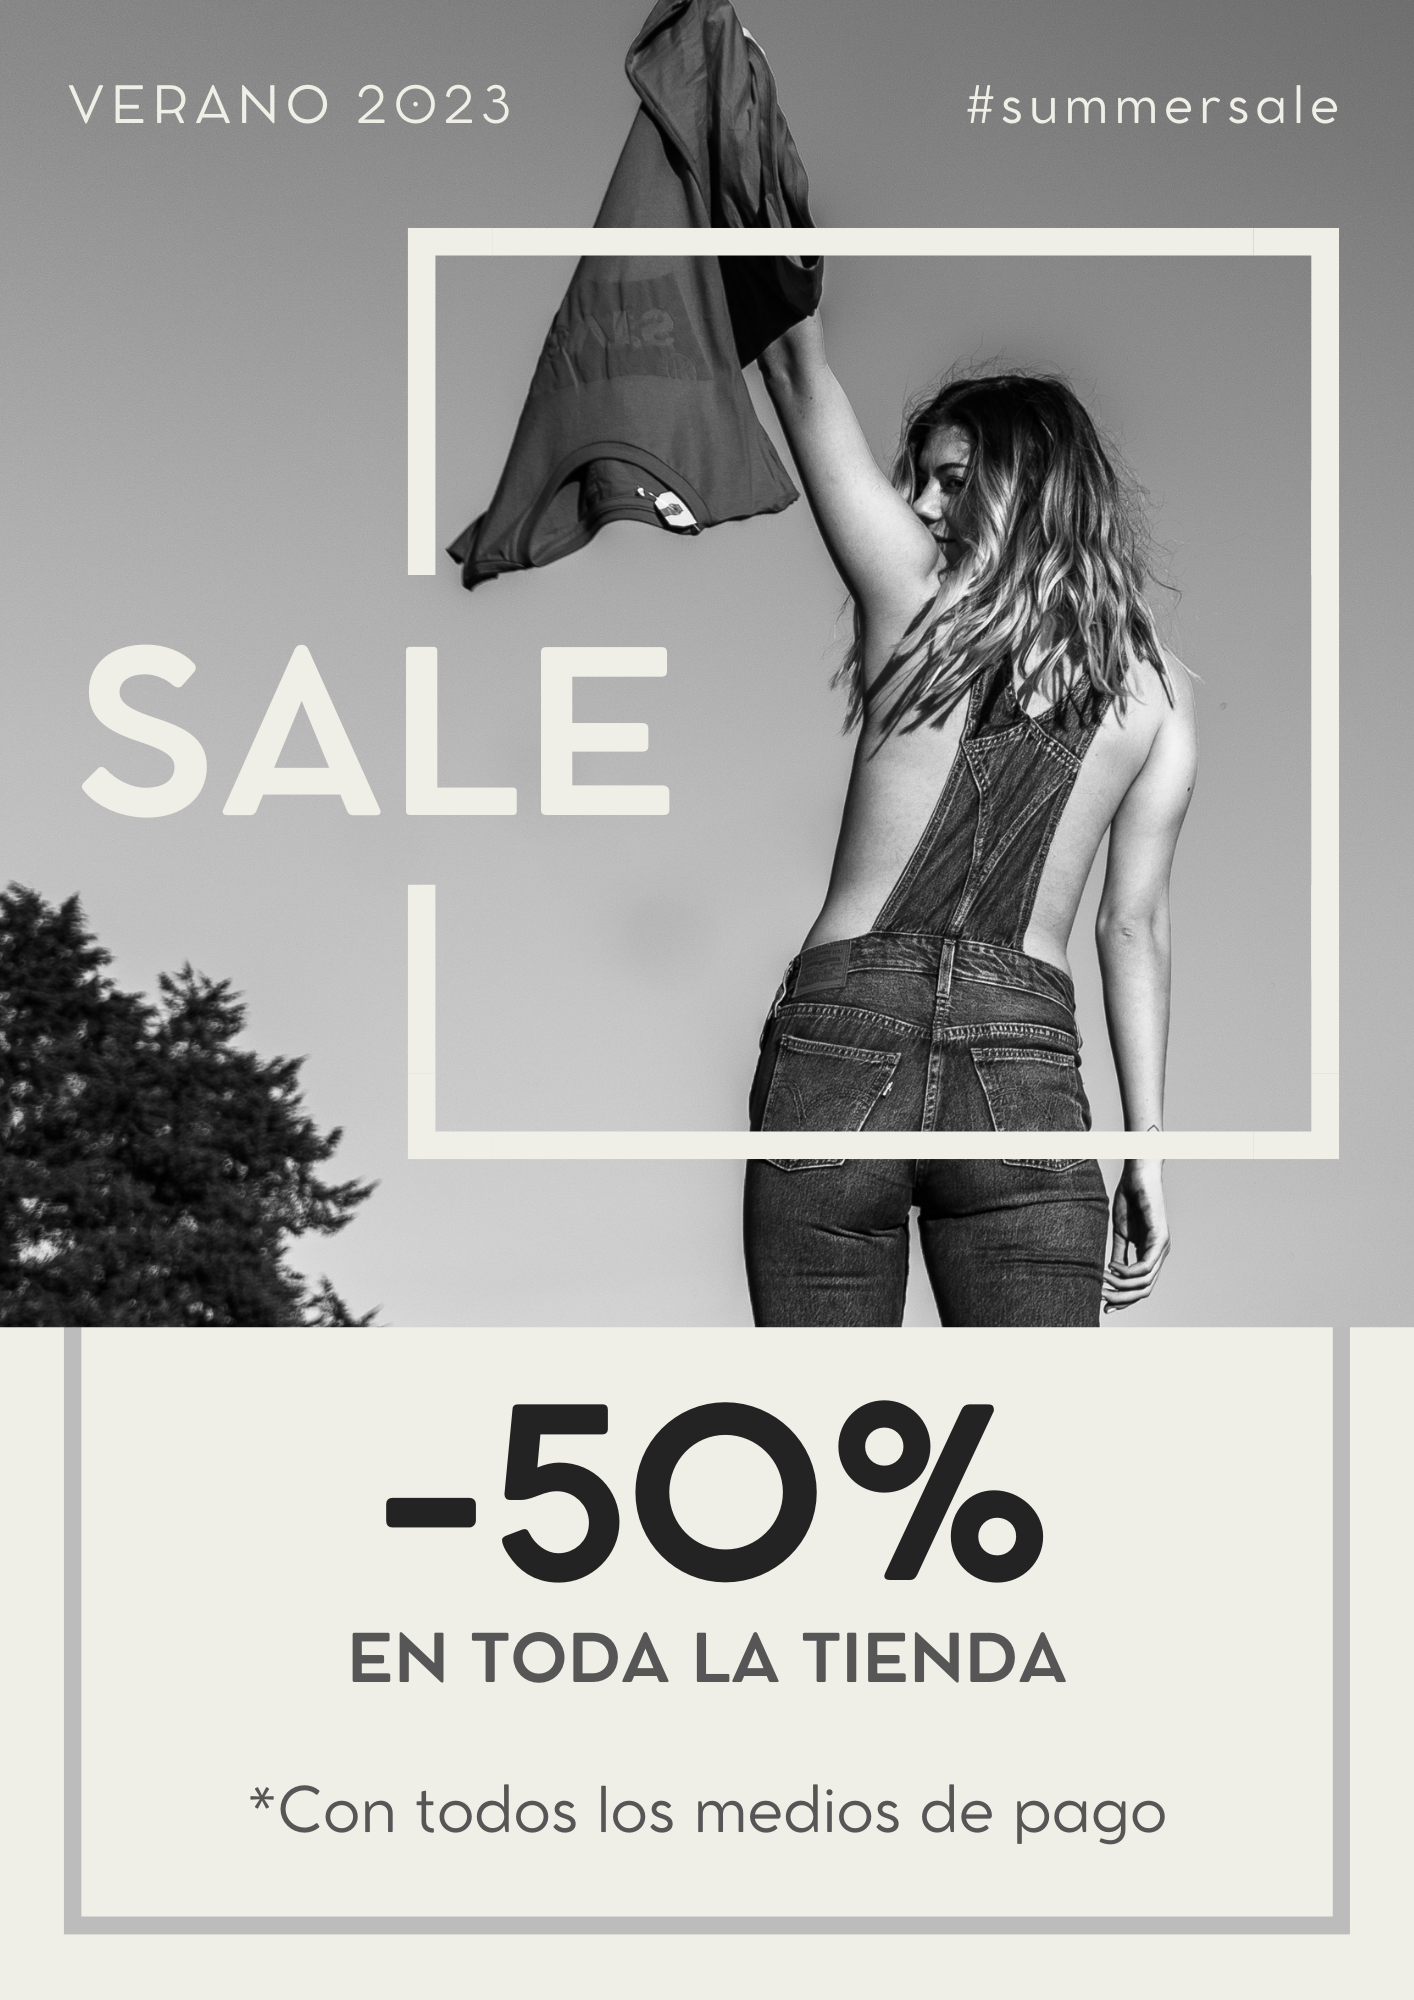 VERANO 2023
#summersale
SALE
-50%
EN TODA LA TIENDA
*Con todos los medios de pago